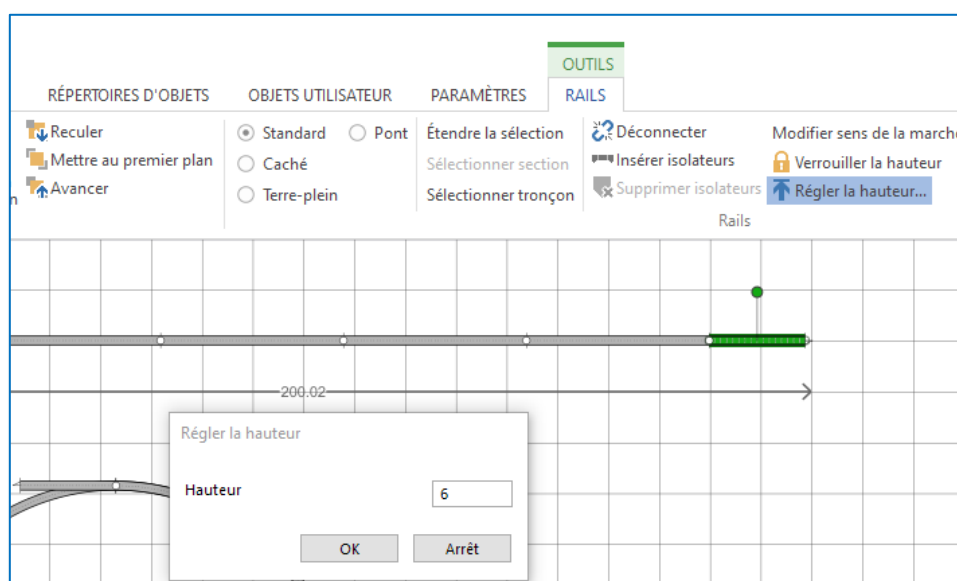 OUTILS
RÉPERTOIRES D'OBJETS OBJETS UTILISATEUR PARAMÈTRES RAILS
Reculer
Mettre au premier plan
Avancer
n
Standard Pont
Caché
Terre-plein
Étendre la sélection
Sélectionner section
Sélectionner tronçon
Déconnecter
Insérer isolateurs
Supprimer isolateurs
Modifier sens de la marche
Verrouiller la hauteur
Régler la hauteur...
Rails
200.02
Régler la hauteur
Hauteur 6
OK Arrêt